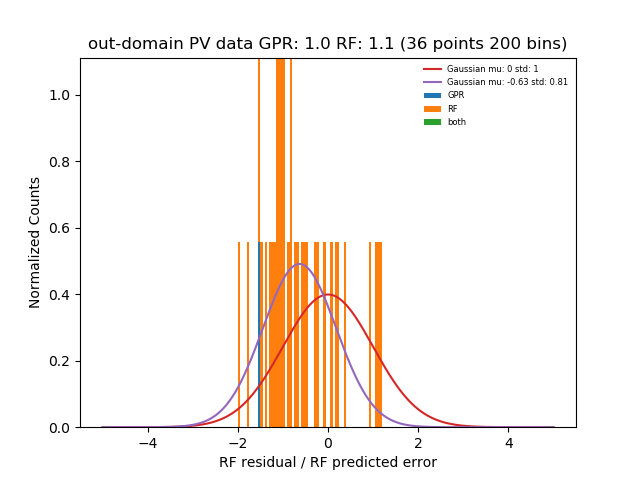 out-domain PV data GPR: 1.0 RF: 1.1 (36 points 200 bins)
Gaussian mu: 0 std: 1
Gaussian mu: -0.63 std: 0.81
GPR
RF
both
Normalized Counts
1.0
0.8
0.6
0.4
0.2
0.0
−4 −2 0 2 4
RF residual / RF predicted error